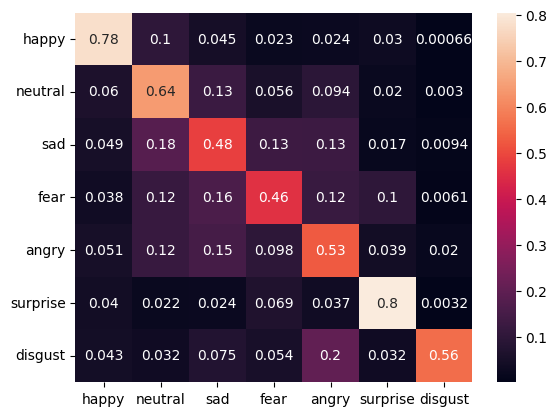 happy 0.78 0.1 0.045 0.023 0.024 0.03 0.00066
neutral 0.06 0.64 0.13 0.056 0.094 0.02 0.003
sad 0.049 0.18 0.48 0.13 0.13 0.017 0.0094
fear 0.038 0.12 0.16 0.46 0.12 0.1 0.0061
angry 0.051 0.12 0.15 0.098 0.53 0.039 0.02
surprise 0.04 0.022 0.024 0.069 0.037 0.8 0.0032
disgust 0.043 0.032 0.075 0.054 0.2 0.032 0.56
happy neutral sad fear angry surprise disgust
0.8
0.7
0.6
0.5
0.4
0.3
0.2
0.1